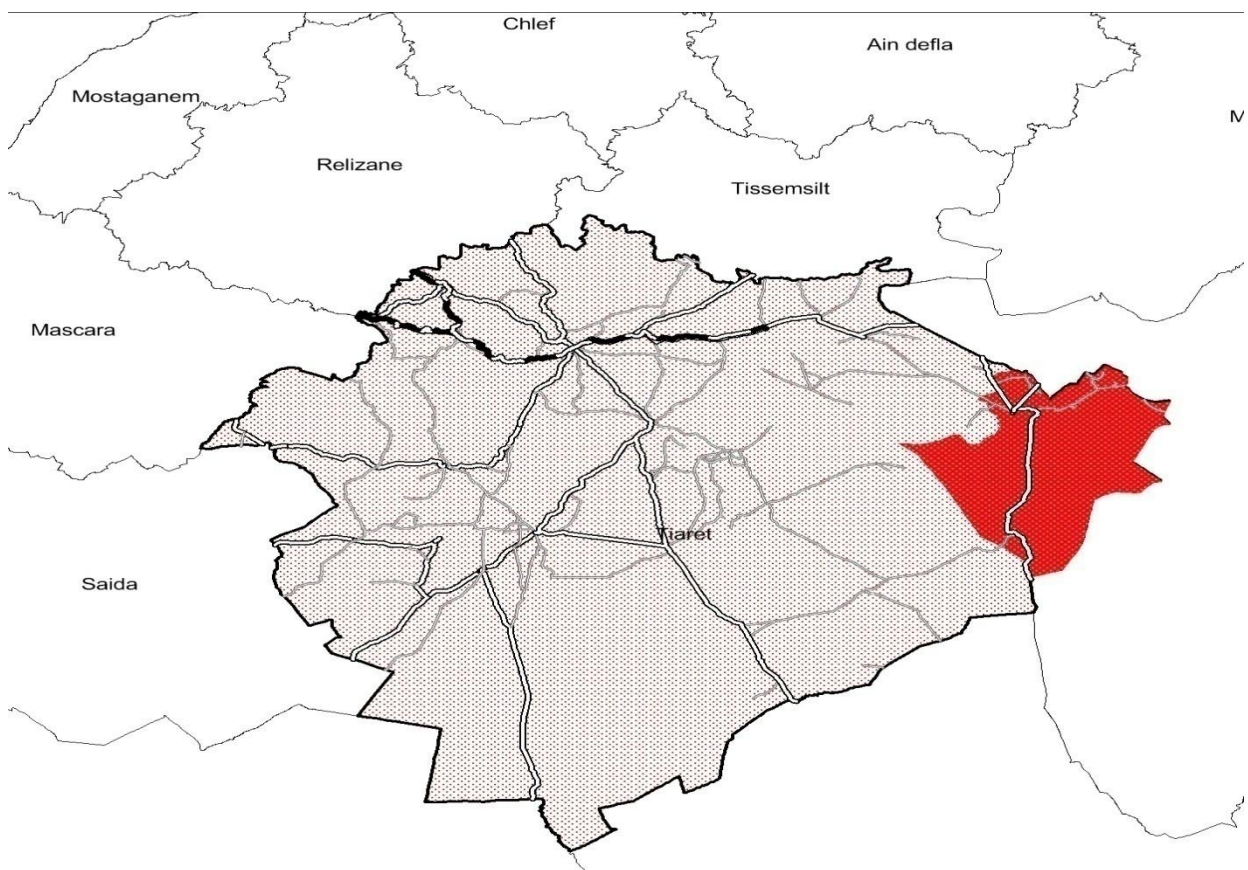 Chlef
Ain defla
Mostaganem
M
Relizane
Tissemsilt
Mascara
Tiaret
Saida